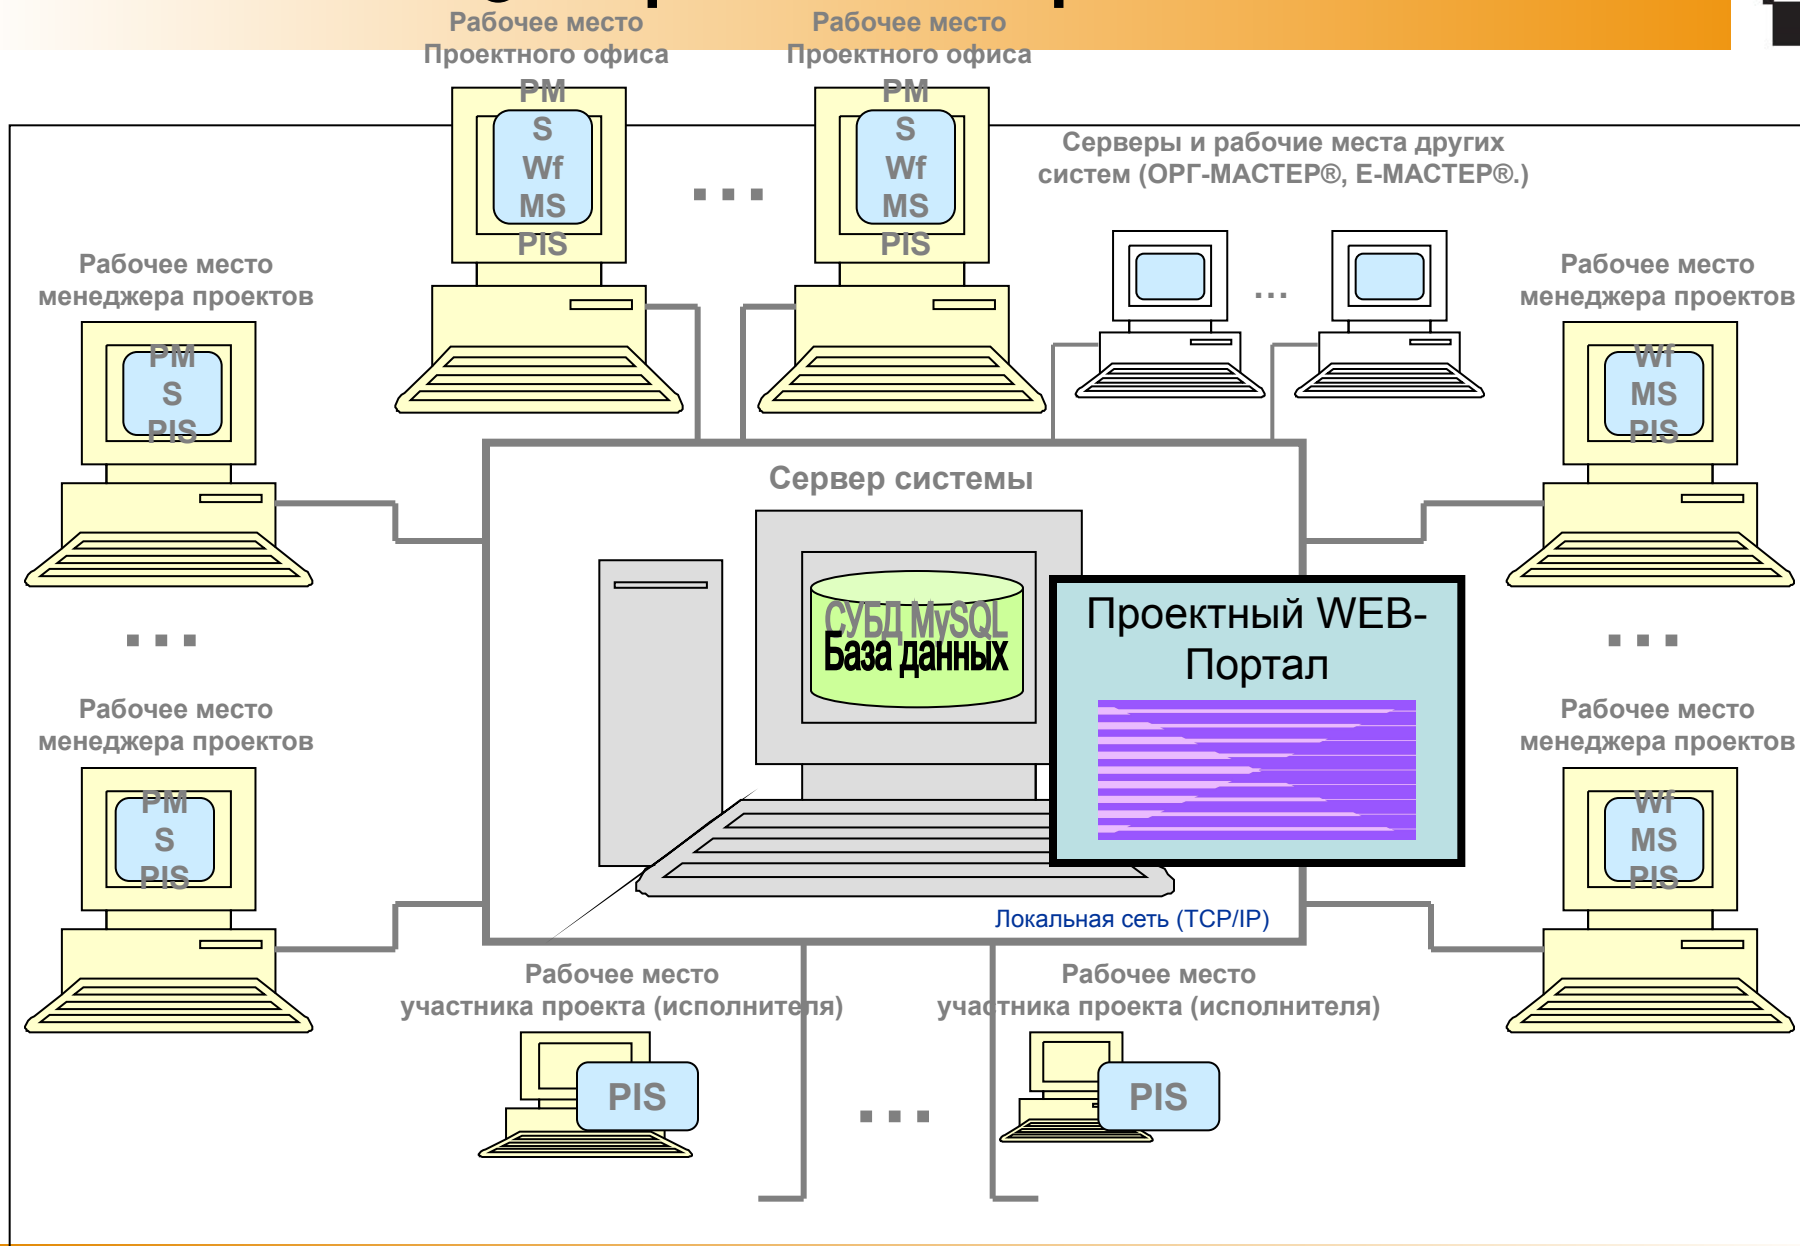 Рабочее место
Проектного офиса
PM
S
Wf
MS
PIS
...
Рабочее место
Проектного офиса
PM
S
Wf
MS
PIS
Серверы и рабочие места других
систем (ОРГ-МАСТЕР®, Е-МАСТЕР®.)
...
Рабочее место
менеджера проектов
PM
S
PIS
...
Рабочее место
менеджера проектов
PM
S
PIS
Рабочее место
менеджера проектов
Wf
MS
PIS
...
Рабочее место
менеджера проектов
Wf
MS
PIS
Сервер системы
СУБД MySQL
База данных
Проектный WEB-
Портал
Локальная сеть (TCP/IP)
Рабочее место
участника проекта (исполнителя)
PIS
...
Рабочее место
участника проекта (исполнителя)
PIS